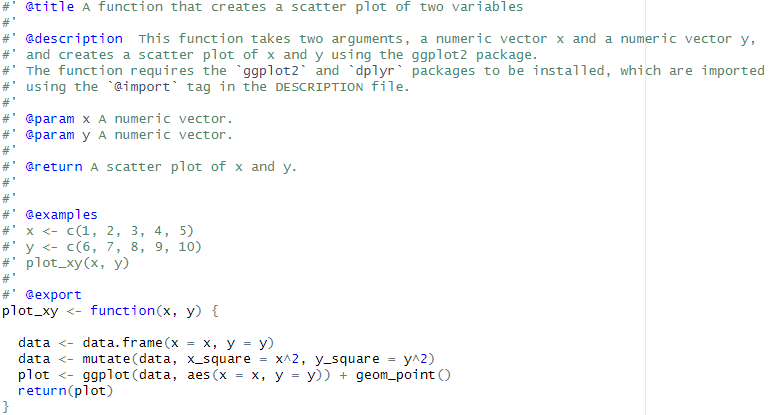 #' @title A function that creates a scatter plot of two variables
#'
#' @description  This function takes two arguments, a numeric vector x and a numeric vector y,
#' and creates a scatter plot of x and y using the ggplot2 package.
#' The function requires the `ggplot2` and `dplyr` packages to be installed, which are imported
#' using the `@import` tag in the DESCRIPTION file.
#'
#' @param x A numeric vector.
#' @param y A numeric vector.
#'
#' @return A scatter plot of x and y.
#'
#'
#' @examples
#' x <- c(1, 2, 3, 4, 5)
#' y <- c(6, 7, 8, 9, 10)
#' plot_xy(x, y)
#'
#' @export
plot_xy <- function(x, y) {

  data <- data.frame(x = x, y = y)
  data <- mutate(data, x_square = x^2, y_square = y^2)
  plot <- ggplot(data, aes(x = x, y = y)) + geom_point()
  return(plot)
}